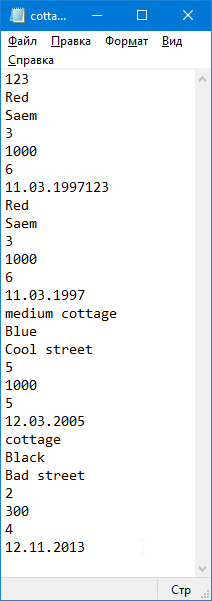 cotta...
Файл Правка Формат Вид
Справка
123
Red
Saem
3
1000
6
11.03.1997123
Red
Saem
3
1000
6
11.03.1997
medium cottage
Blue
Cool street
5
1000
5
12.03.2005
cottage
Black
Bad street
2
300
4
12.11.2013
Стр